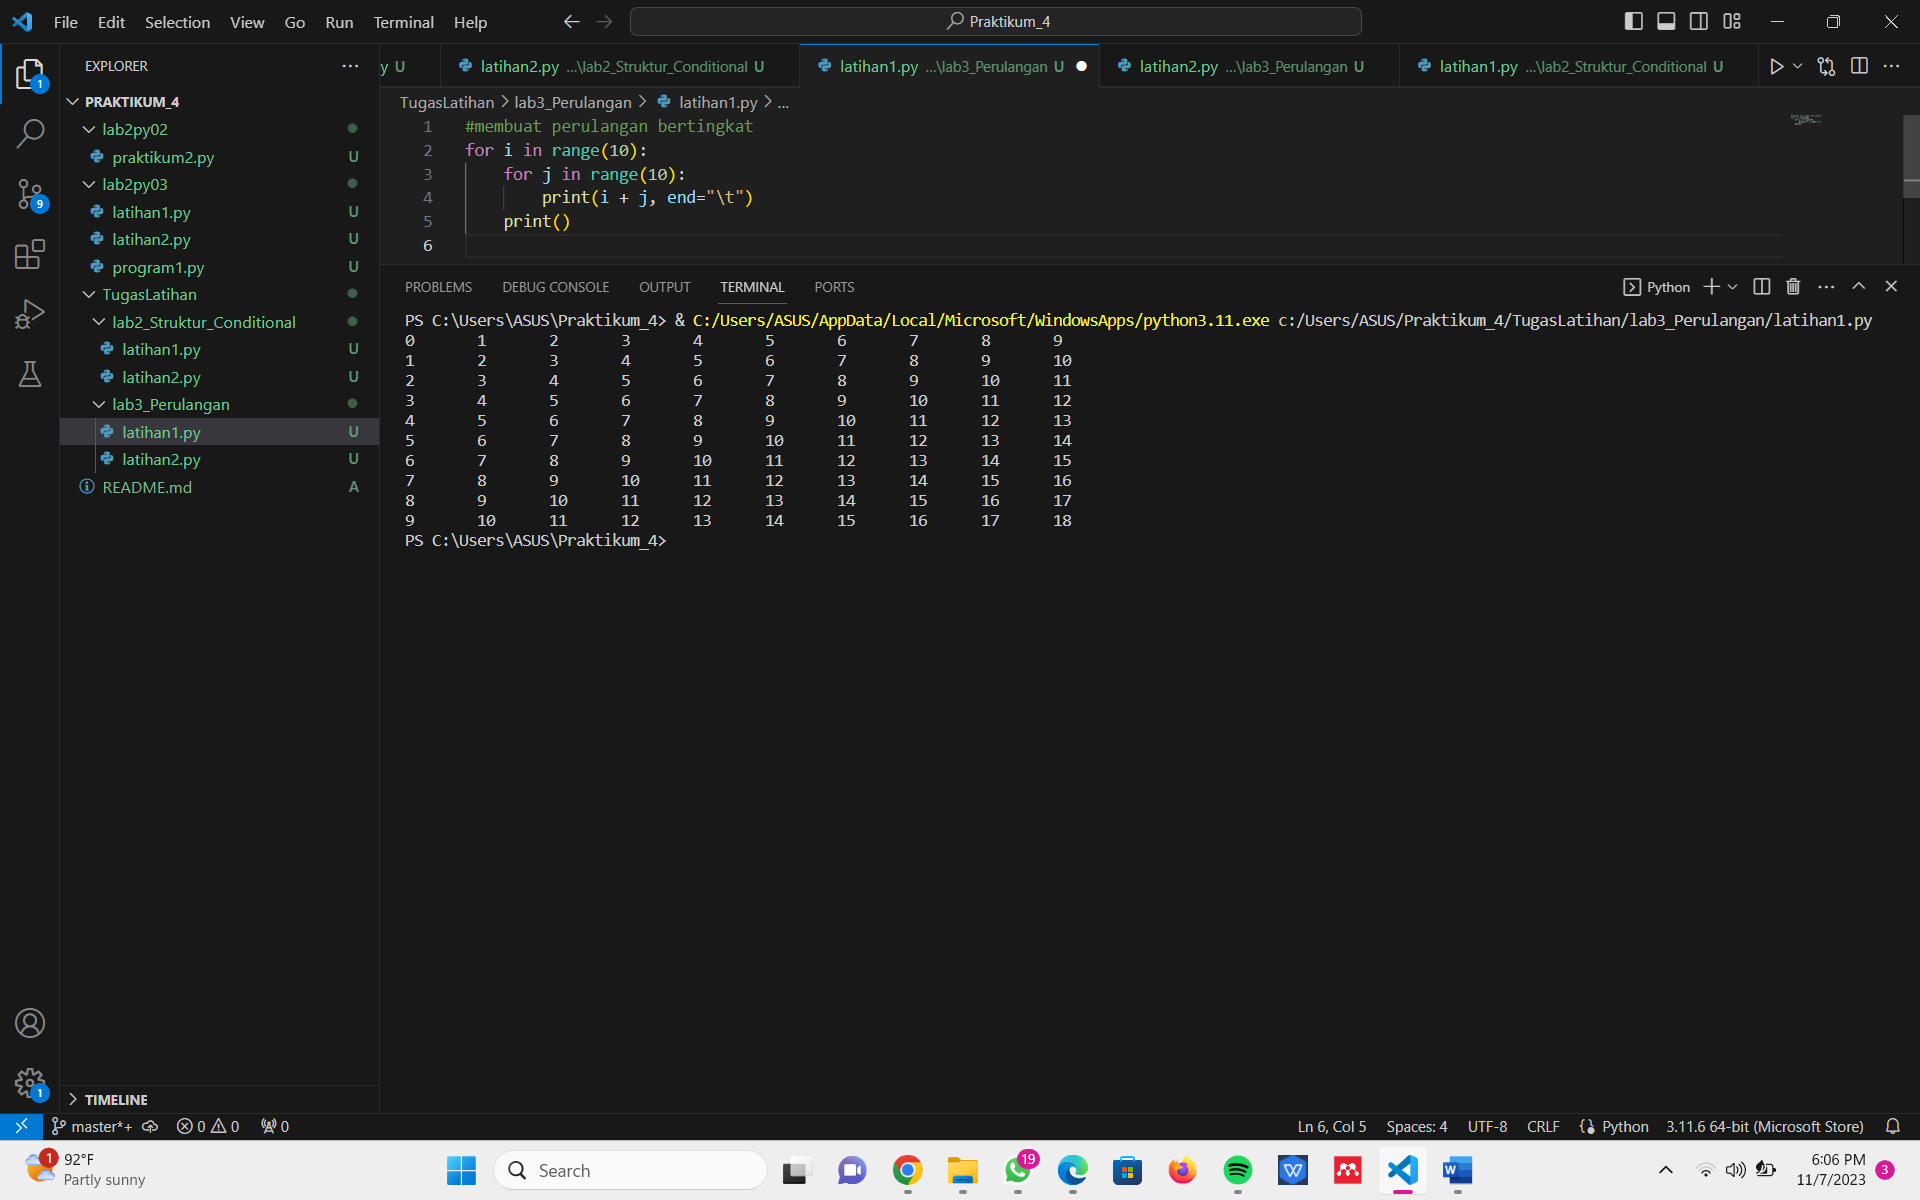 File Edit Selection View Go Run Terminal Help
Praktikum_4
EXPLORER
PRAKTIKUM_4
lab2py02
praktikum2.py U
lab2py03
latihan1.py U
latihan2.py U
program1.py U
TugasLatihan
lab2_Struktur_Conditional
latihan1.py U
latihan2.py U
lab3_Perulangan
latihan1.py U
latihan2.py U
README.md A
TIMELINE
1
9
1
y U
latihan2.py ...\lab2_Struktur_Conditional U
latihan1.py ...\lab3_Perulangan U
latihan2.py ...\lab3_Perulangan U
latihan1.py ...\lab2_Struktur_Conditional U
TugasLatihan > lab3_Perulangan > latihan1.py > ...
1 #membuat perulangan bertingkat
2 for i in range(10):
3 for j in range(10):
4 print(i + j, end="\t")
5 print()
6
PROBLEMS DEBUG CONSOLE OUTPUT TERMINAL PORTS
Python
PS C:\Users\ASUS\Praktikum_4> & C:/Users/ASUS/AppData/Local/Microsoft/WindowsApps/python3.11.exe c:/Users/ASUS/Praktikum_4/TugasLatihan/lab3_Perulangan/latihan1.py
0 1 2 3 4 5 6 7 8 9
1 2 3 4 5 6 7 8 9 10
2 3 4 5 6 7 8 9 10 11
3 4 5 6 7 8 9 10 11 12
4 5 6 7 8 9 10 11 12 13
5 6 7 8 9 10 11 12 13 14
6 7 8 9 10 11 12 13 14 15
7 8 9 10 11 12 13 14 15 16
8 9 10 11 12 13 14 15 16 17
9 10 11 12 13 14 15 16 17 18
PS C:\Users\ASUS\Praktikum_4>
master*+ 0 0 0
Ln 6, Col 5 Spaces: 4 UTF-8 CRLF Python 3.11.6 64-bit (Microsoft Store)
1
92°F
Partly sunny
Search
19
6:06 PM
11/7/2023
3